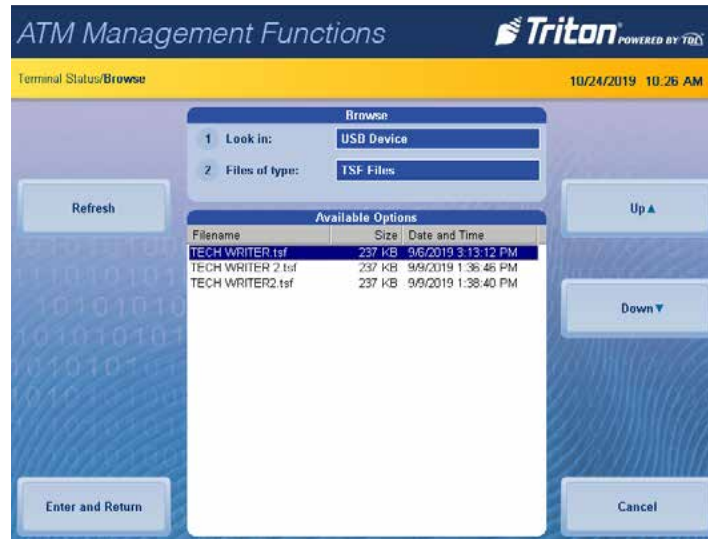 ATM Management Functions
Triton POWERED BY TDN
Terminal Status/Browse
10/24/2019 10:26 AM
Browse
1 Look in: USB Device
2 Files of type: TSF Files
Refresh
Up▲
Available Options
Filename Size Date and Time
TECH WRITER.tsf 237 KB 9/6/2019 3:13:12 PM
TECH WRITER 2.tsf 237 KB 9/9/2019 1:36:46 PM
TECH WRITER2.tsf 237 KB 9/9/2019 1:38:40 PM
Down▼
Enter and Return
Cancel